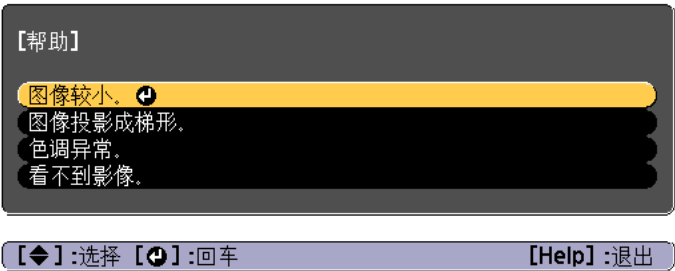 [帮助]
图像较小。
图像投影成梯形。
色调异常。
看不到影像。
[◆]:选择 [⏎]:回车 [Help]:退出